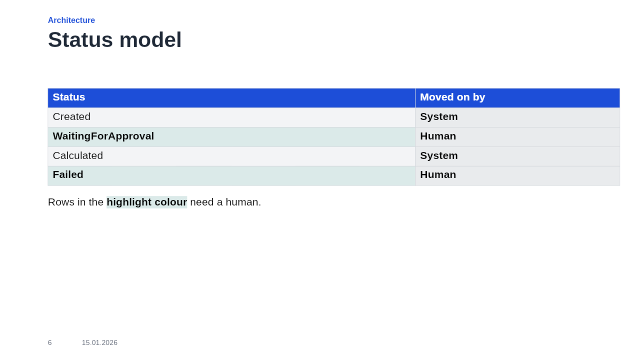 Architecture
Status model
Status Moved on by
Created System
WaitingForApproval Human
Calculated System
Failed Human
Rows in the highlight colour need a human.
6 15.01.2026